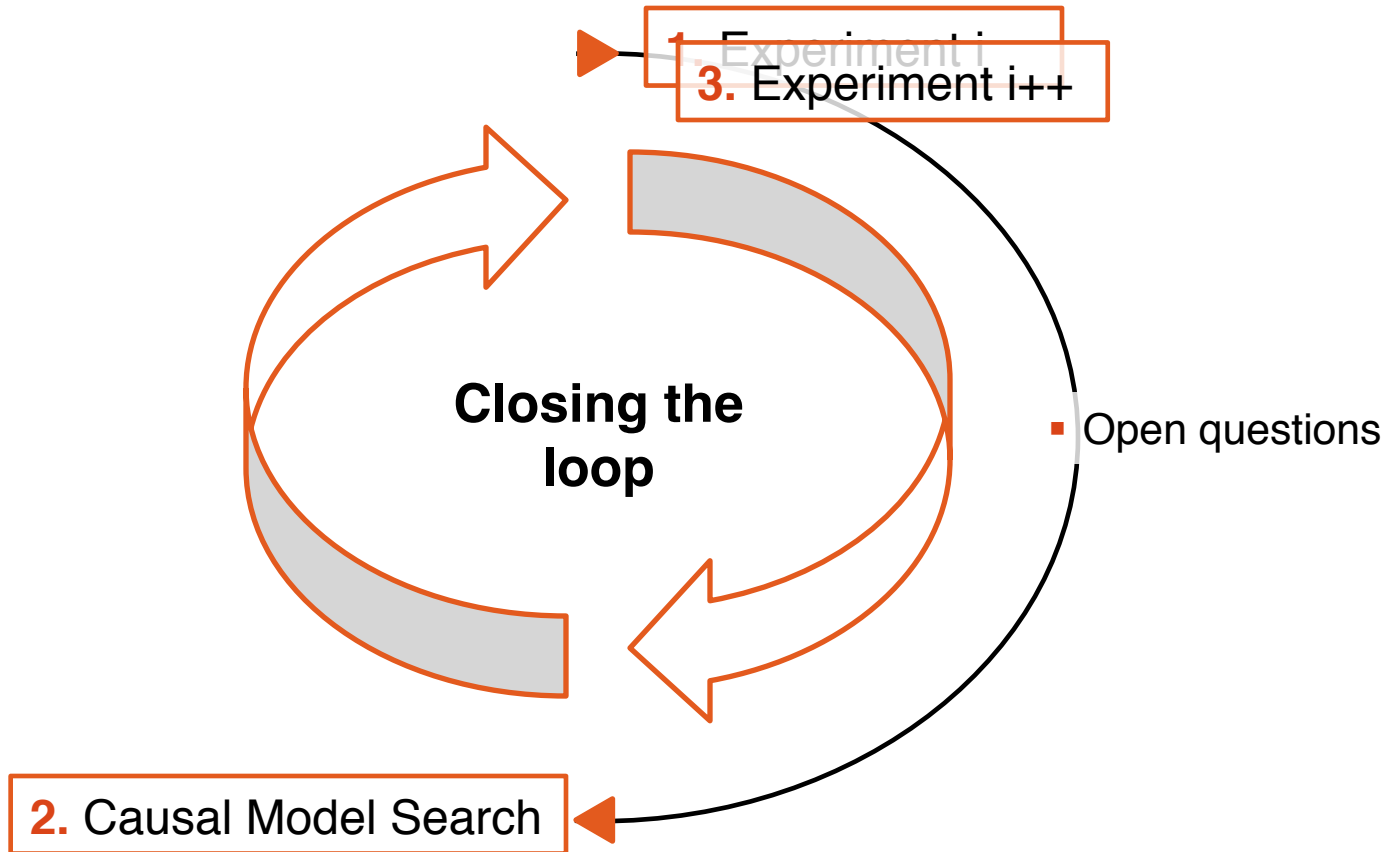 1. Experiment i
3. Experiment i++
Closing the
loop
▪ Open questions
2. Causal Model Search